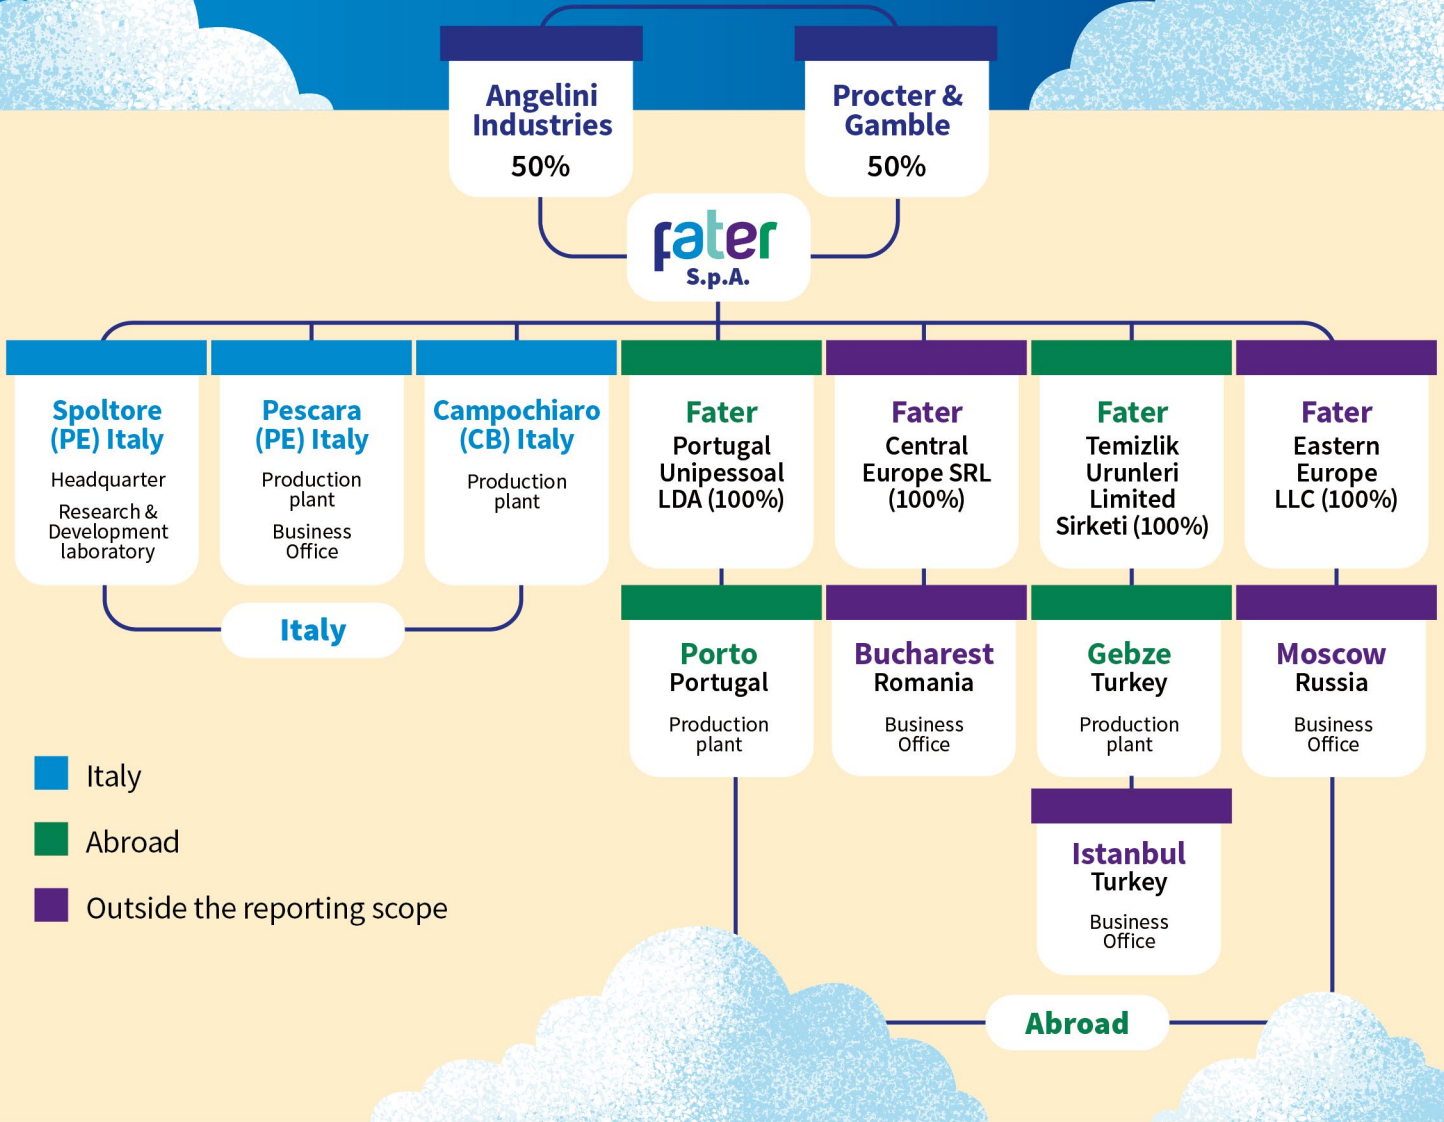 Angelini
Industries
50%
Procter &
Gamble
50%
fater
S.p.A.
Spoltore
(PE) Italy
Headquarter
Research &
Development
laboratory
Pescara
(PE) Italy
Production
plant
Business
Office
Campochiaro
(CB) Italy
Production
plant
Fater
Portugal
Unipessoal
LDA (100%)
Fater
Central
Europe SRL
(100%)
Fater
Temizlik
Urunleri
Limited
Sirketi (100%)
Fater
Eastern
Europe
LLC (100%)
Italy
Porto
Portugal
Production
plant
Bucharest
Romania
Business
Office
Gebze
Turkey
Production
plant
Moscow
Russia
Business
Office
Istanbul
Turkey
Business
Office
Abroad
Italy
Abroad
Outside the reporting scope